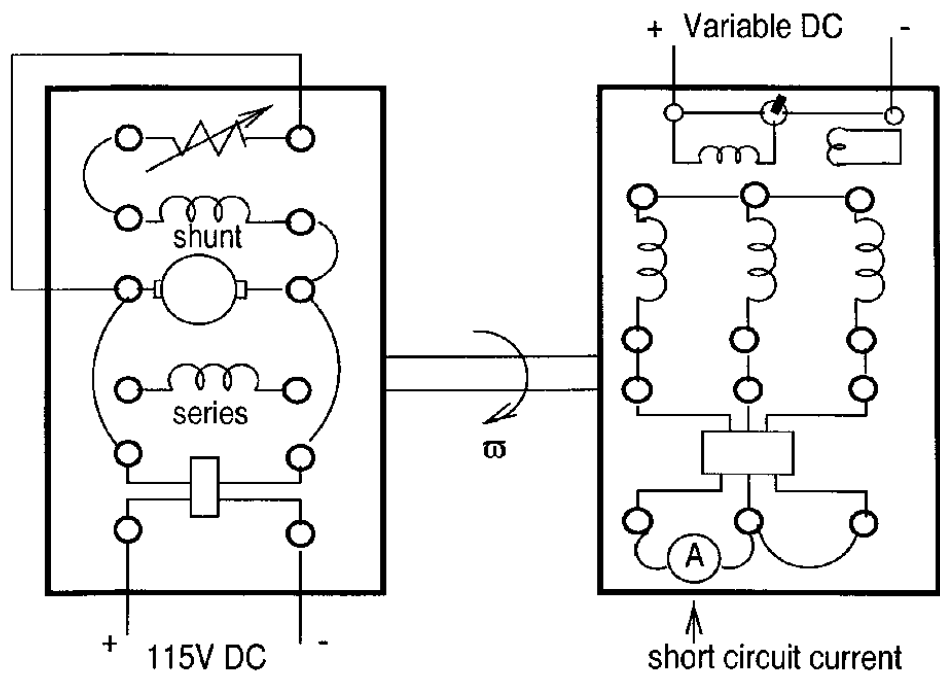 + Variable DC -
shunt
series
ϖ
A
+ 115V DC -
short circuit current